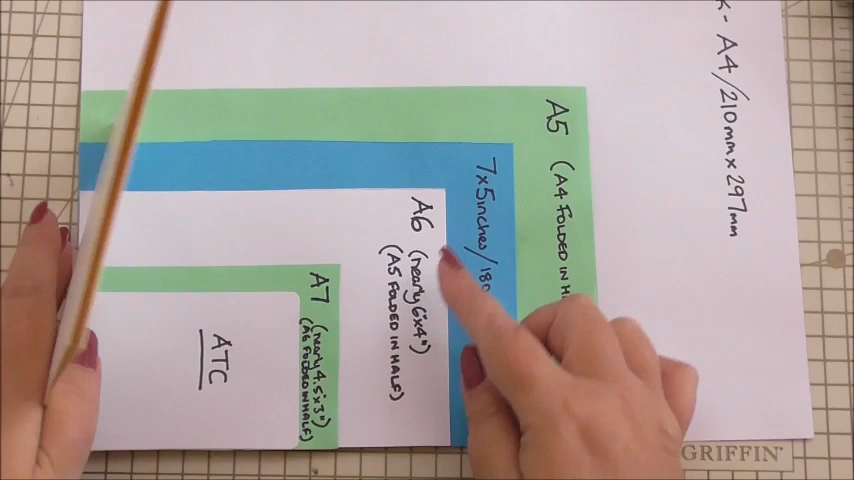 - A4/210mm x 297mm
A5 (A4 FOLDED IN
7x5inches/180
A6 (nearly 6x4")
(A5 FOLDED IN HALF)
A7 (nearly 4.5x3")
(A6 FOLDED IN HALF)
ATC
GRIFFIN